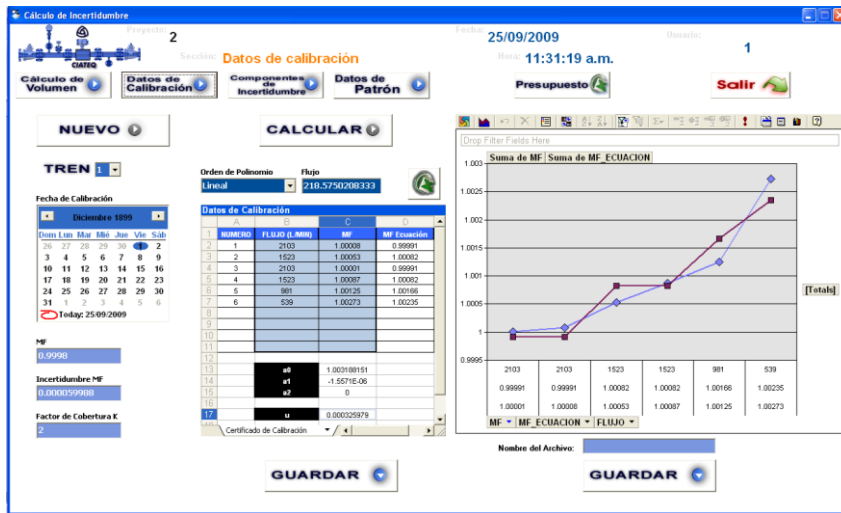 Cálculo de Incertidumbre
CIATEQ
Proyecto: 2
Sección: Datos de calibración
Fecha: 25/09/2009
Hora: 11:31:19 a.m.
Usuario: 1
Cálculo de Volumen
Datos de Calibración
Componentes de Incertidumbre
Datos de Patrón
Presupuesto
Salir
NUEVO
CALCULAR
TREN 1
Orden de Polinomio Flujo
Lineal 218.5750208333
Fecha de Calibración
Diciembre 1899
Dom Lun Mar Mié Jue Vie Sáb
26 27 28 29 30 1 2
3 4 5 6 7 8 9
10 11 12 13 14 15 16
17 18 19 20 21 22 23
24 25 26 27 28 29 30
31 1 2 3 4 5 6
Today: 25/09/2009
MF
0.9998
Incertidumbre MF
0.000059988
Factor de Cobertura K
2
Datos de Calibración
A B C D
1 NUMERO FLUJO (L/MIN) MF MF Ecuación
2 1 2103 1.00008 0.99991
3 2 1523 1.00053 1.00082
4 3 2103 1.00001 0.99991
5 4 1523 1.00087 1.00082
6 5 981 1.00125 1.00166
7 6 539 1.00273 1.00235
8
9
10
11
12
13 a0 1.003188151
14 a1 -1.5571E-06
15 a2 0
16
17 u 0.000325979
Certificado de Calibración
GUARDAR
Drop Filter Fields Here
Suma de MF Suma de MF_ECUACION
1.003
1.0025
1.002
1.0015
1.001
1.0005
1
0.9995
[Totals]
2103 2103 1523 1523 981 539
0.99991 0.99991 1.00082 1.00082 1.00166 1.00235
1.00001 1.00008 1.00053 1.00087 1.00125 1.00273
MF MF_ECUACION FLUJO
Nombre del Archivo:
GUARDAR